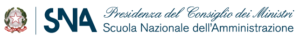 SNA
Presidenza del Consiglio dei Ministri
Scuola Nazionale dell'Amministrazione